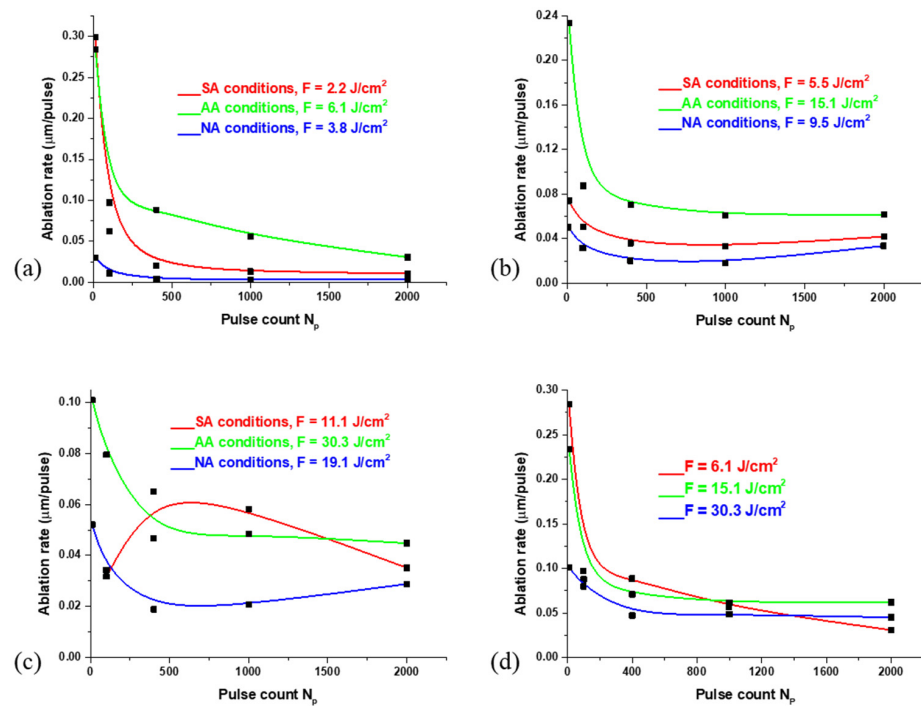 0.30
0.25
0.20
0.15
0.10
0.05
0.00
Ablation rate (μm/pulse)
SA conditions, F = 2.2 J/cm²
AA conditions, F = 6.1 J/cm²
NA conditions, F = 3.8 J/cm²
(a)
0 500 1000 1500 2000
Pulse count Nₚ
0.24
0.20
0.16
0.12
0.08
0.04
0.00
Ablation rate (μm/pulse)
SA conditions, F = 5.5 J/cm²
AA conditions, F = 15.1 J/cm²
NA conditions, F = 9.5 J/cm²
(b)
0 500 1000 1500 2000
Pulse count Nₚ
0.10
0.08
0.06
0.04
0.02
0.00
Ablation rate (μm/pulse)
SA conditions, F = 11.1 J/cm²
AA conditions, F = 30.3 J/cm²
NA conditions, F = 19.1 J/cm²
(c)
0 500 1000 1500 2000
Pulse count Nₚ
0.30
0.25
0.20
0.15
0.10
0.05
0.00
Ablation rate (μm/pulse)
F = 6.1 J/cm²
F = 15.1 J/cm²
F = 30.3 J/cm²
(d)
0 400 800 1200 1600 2000
Pulse count Nₚ